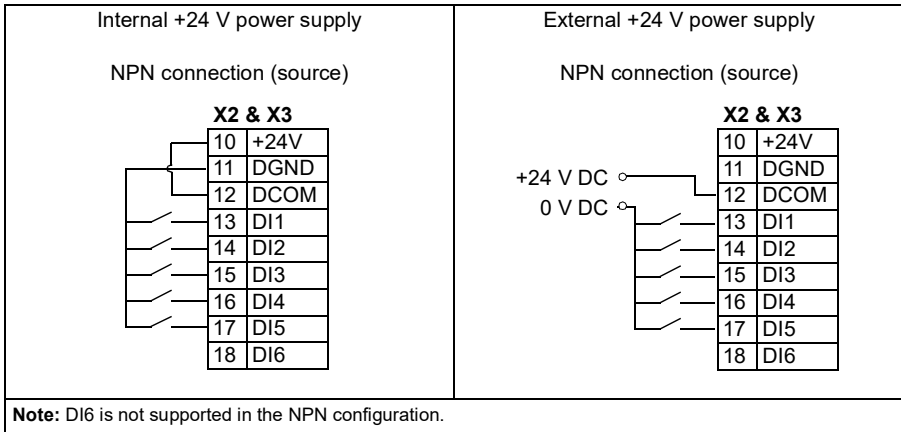 Internal +24 V power supply
NPN connection (source)
X2 & X3
10 +24V
11 DGND
12 DCOM
13 DI1
14 DI2
15 DI3
16 DI4
17 DI5
18 DI6
External +24 V power supply
NPN connection (source)
X2 & X3
10 +24V
11 DGND
+24 V DC
12 DCOM
0 V DC
13 DI1
14 DI2
15 DI3
16 DI4
17 DI5
18 DI6
Note: DI6 is not supported in the NPN configuration.